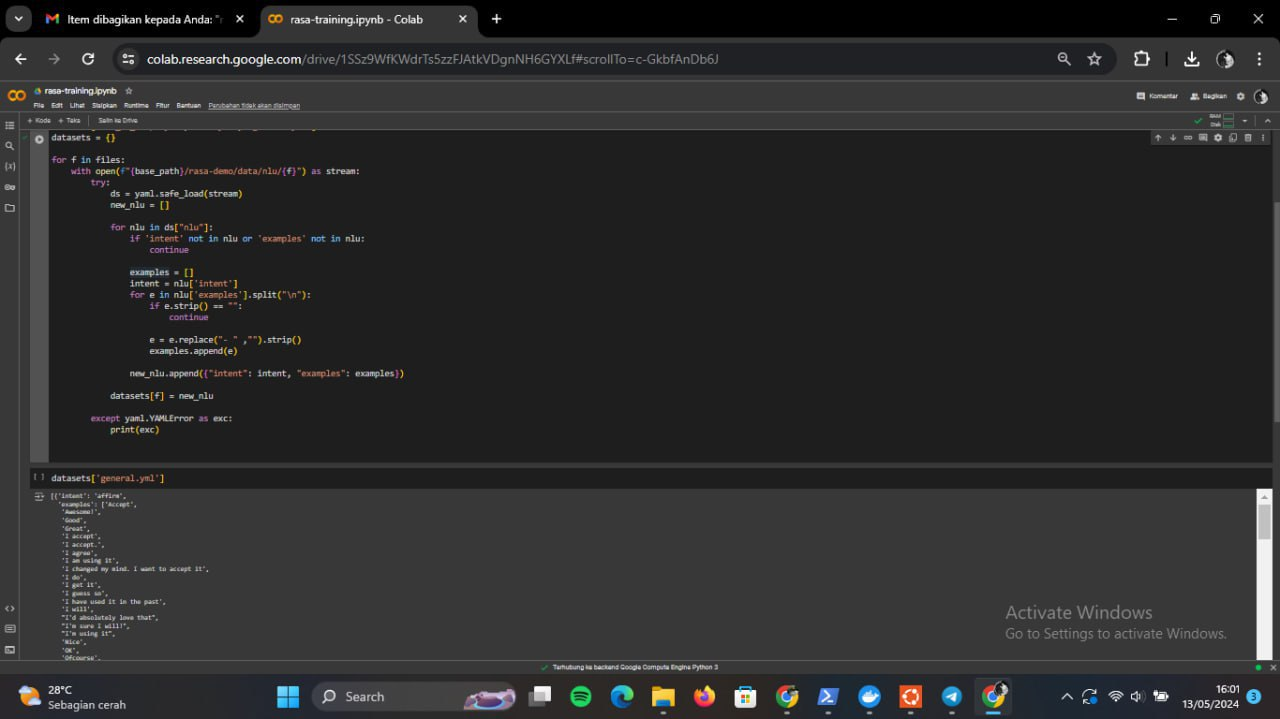 Item dibagikan kepada Anda: "r
rasa-training.ipynb - Colab
colab.research.google.com/drive/1SSz9WfKWdrTs5zzFJAtkVDgnNH6GYXLf#scrollTo=c-GkbfAnDb6J
rasa-training.ipynb
File Edit Lihat Sisipkan Runtime Fitur Bantuan Perubahan tidak akan disimpan
Komentar Bagikan
+ Kode + Teks Salin ke Drive
RAM
Disk
datasets = {}
for f in files:
with open(f"{base_path}/rasa-demo/data/nlu/{f}") as stream:
try:
ds = yaml.safe_load(stream)
new_nlu = []
for nlu in ds["nlu"]:
if 'intent' not in nlu or 'examples' not in nlu:
continue
examples = []
intent = nlu['intent']
for e in nlu['examples'].split("\n"):
if e.strip() == "":
continue
e = e.replace("- " ,"").strip()
examples.append(e)
new_nlu.append({"intent": intent, "examples": examples})
datasets[f] = new_nlu
except yaml.YAMLError as exc:
print(exc)
[ ] datasets['general.yml']
[{'intent': 'affirm',
'examples': ['Accept',
'Awesome!',
'Good',
'Great',
'I accept',
'I accept.',
'I agree',
'I am using it',
'I changed my mind. I want to accept it',
'I do',
'I get it',
'I guess so',
'I have used it in the past',
'I will',
"I'd absolutely love that",
"I'm sure I will!",
"I'm using it",
'Nice',
'OK',
'Ofcourse',
Activate Windows
Go to Settings to activate Windows.
Terhubung ke backend Google Compute Engine Python 3
28°C
Sebagian cerah
Search
16:01
13/05/2024
3